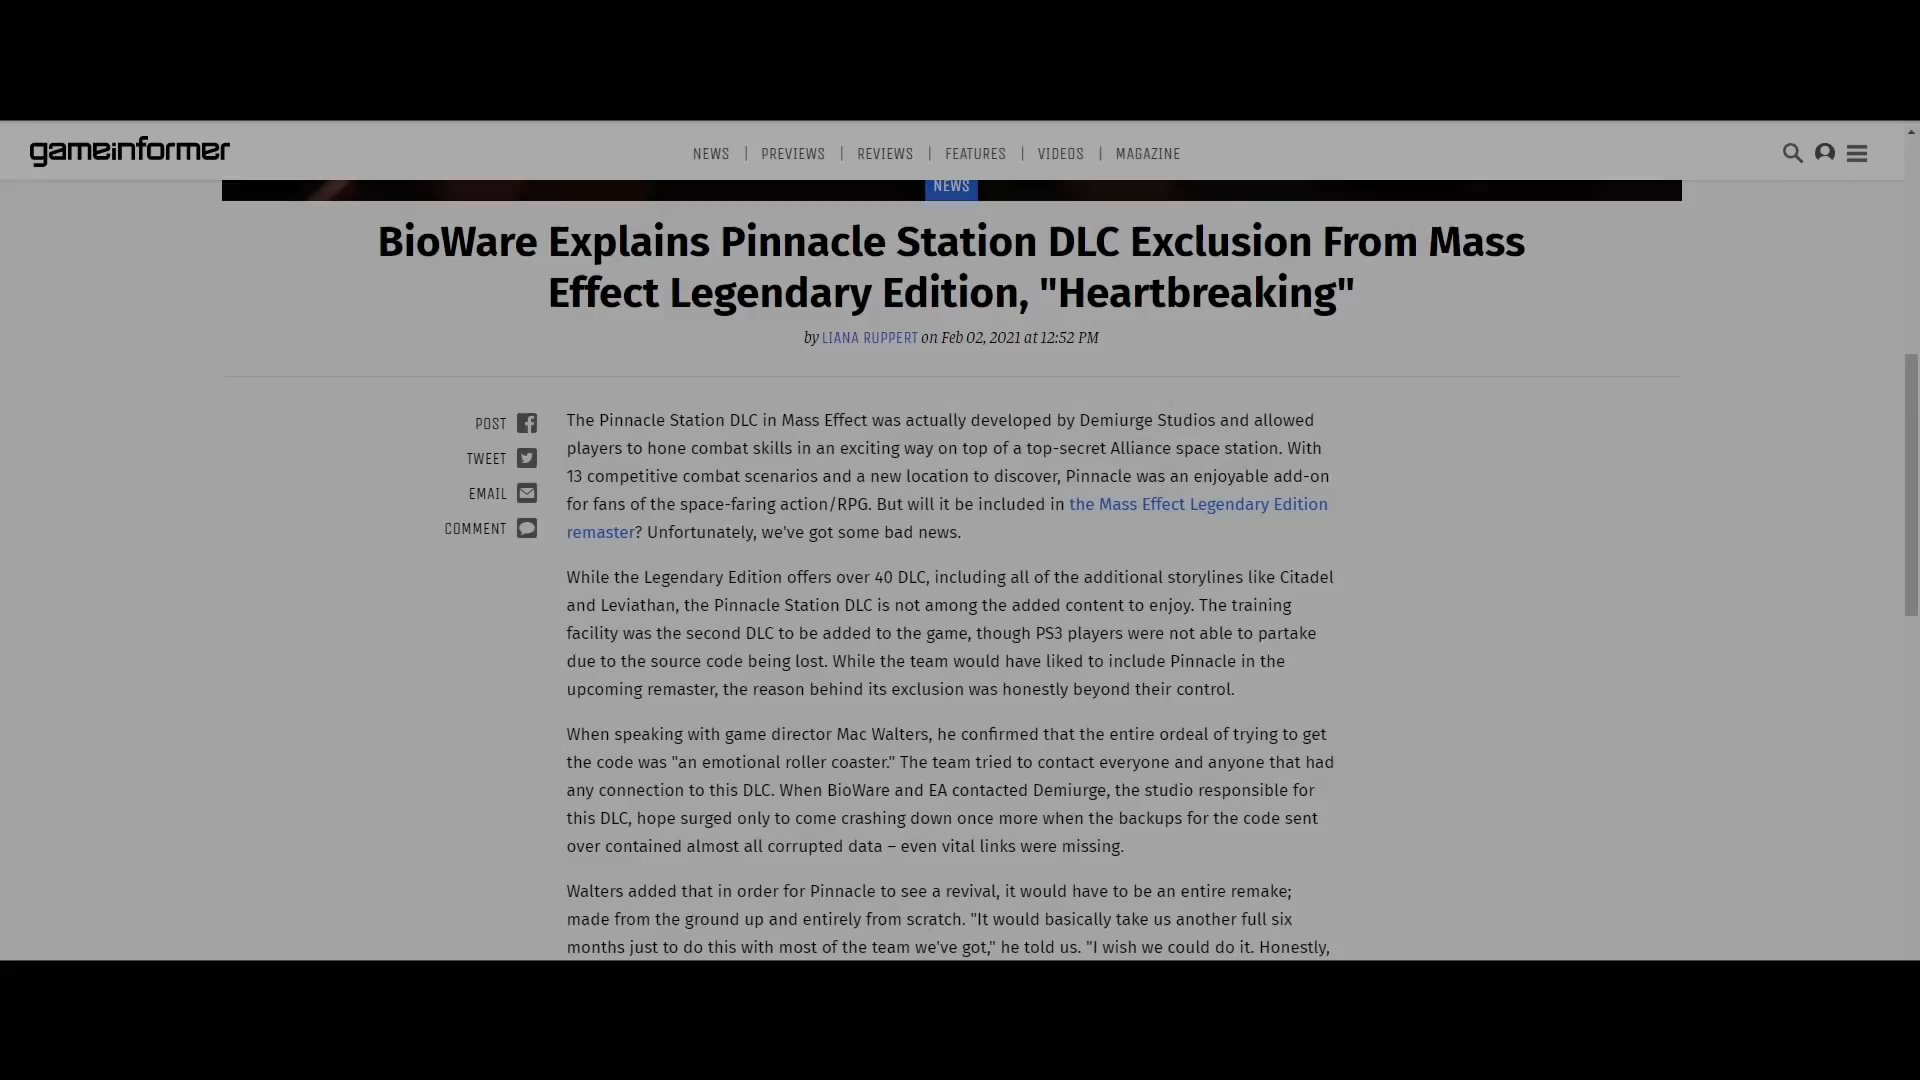 gameinformer
NEWS | PREVIEWS | REVIEWS | FEATURES | VIDEOS | MAGAZINE
NEWS
BioWare Explains Pinnacle Station DLC Exclusion From Mass
Effect Legendary Edition, "Heartbreaking"
by LIANA RUPPERT on Feb 02, 2021 at 12:52 PM
POST
TWEET
EMAIL
COMMENT
The Pinnacle Station DLC in Mass Effect was actually developed by Demiurge Studios and allowed
players to hone combat skills in an exciting way on top of a top-secret Alliance space station. With
13 competitive combat scenarios and a new location to discover, Pinnacle was an enjoyable add-on
for fans of the space-faring action/RPG. But will it be included in the Mass Effect Legendary Edition
remaster? Unfortunately, we've got some bad news.
While the Legendary Edition offers over 40 DLC, including all of the additional storylines like Citadel
and Leviathan, the Pinnacle Station DLC is not among the added content to enjoy. The training
facility was the second DLC to be added to the game, though PS3 players were not able to partake
due to the source code being lost. While the team would have liked to include Pinnacle in the
upcoming remaster, the reason behind its exclusion was honestly beyond their control.
When speaking with game director Mac Walters, he confirmed that the entire ordeal of trying to get
the code was "an emotional roller coaster." The team tried to contact everyone and anyone that had
any connection to this DLC. When BioWare and EA contacted Demiurge, the studio responsible for
this DLC, hope surged only to come crashing down once more when the backups for the code sent
over contained almost all corrupted data – even vital links were missing.
Walters added that in order for Pinnacle to see a revival, it would have to be an entire remake;
made from the ground up and entirely from scratch. "It would basically take us another full six
months just to do this with most of the team we've got," he told us. "I wish we could do it. Honestly,